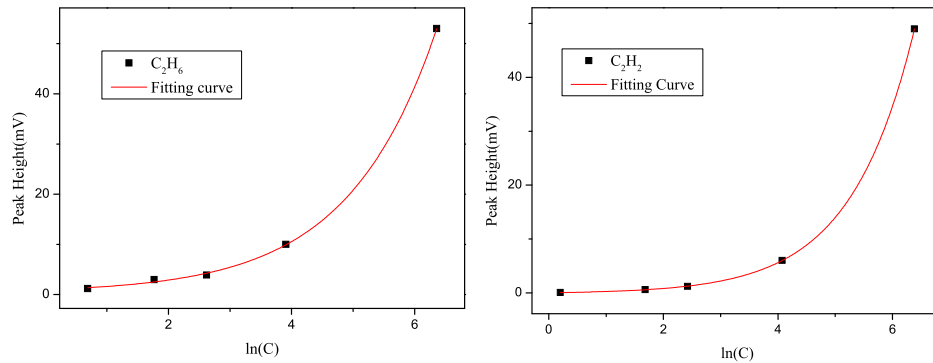 C₂H₆
Fitting curve
Peak Height(mV)
40
20
0
2
4
6
ln(C)
C₂H₂
Fitting Curve
Peak Height(mV)
40
20
0
0
2
4
6
ln(C)